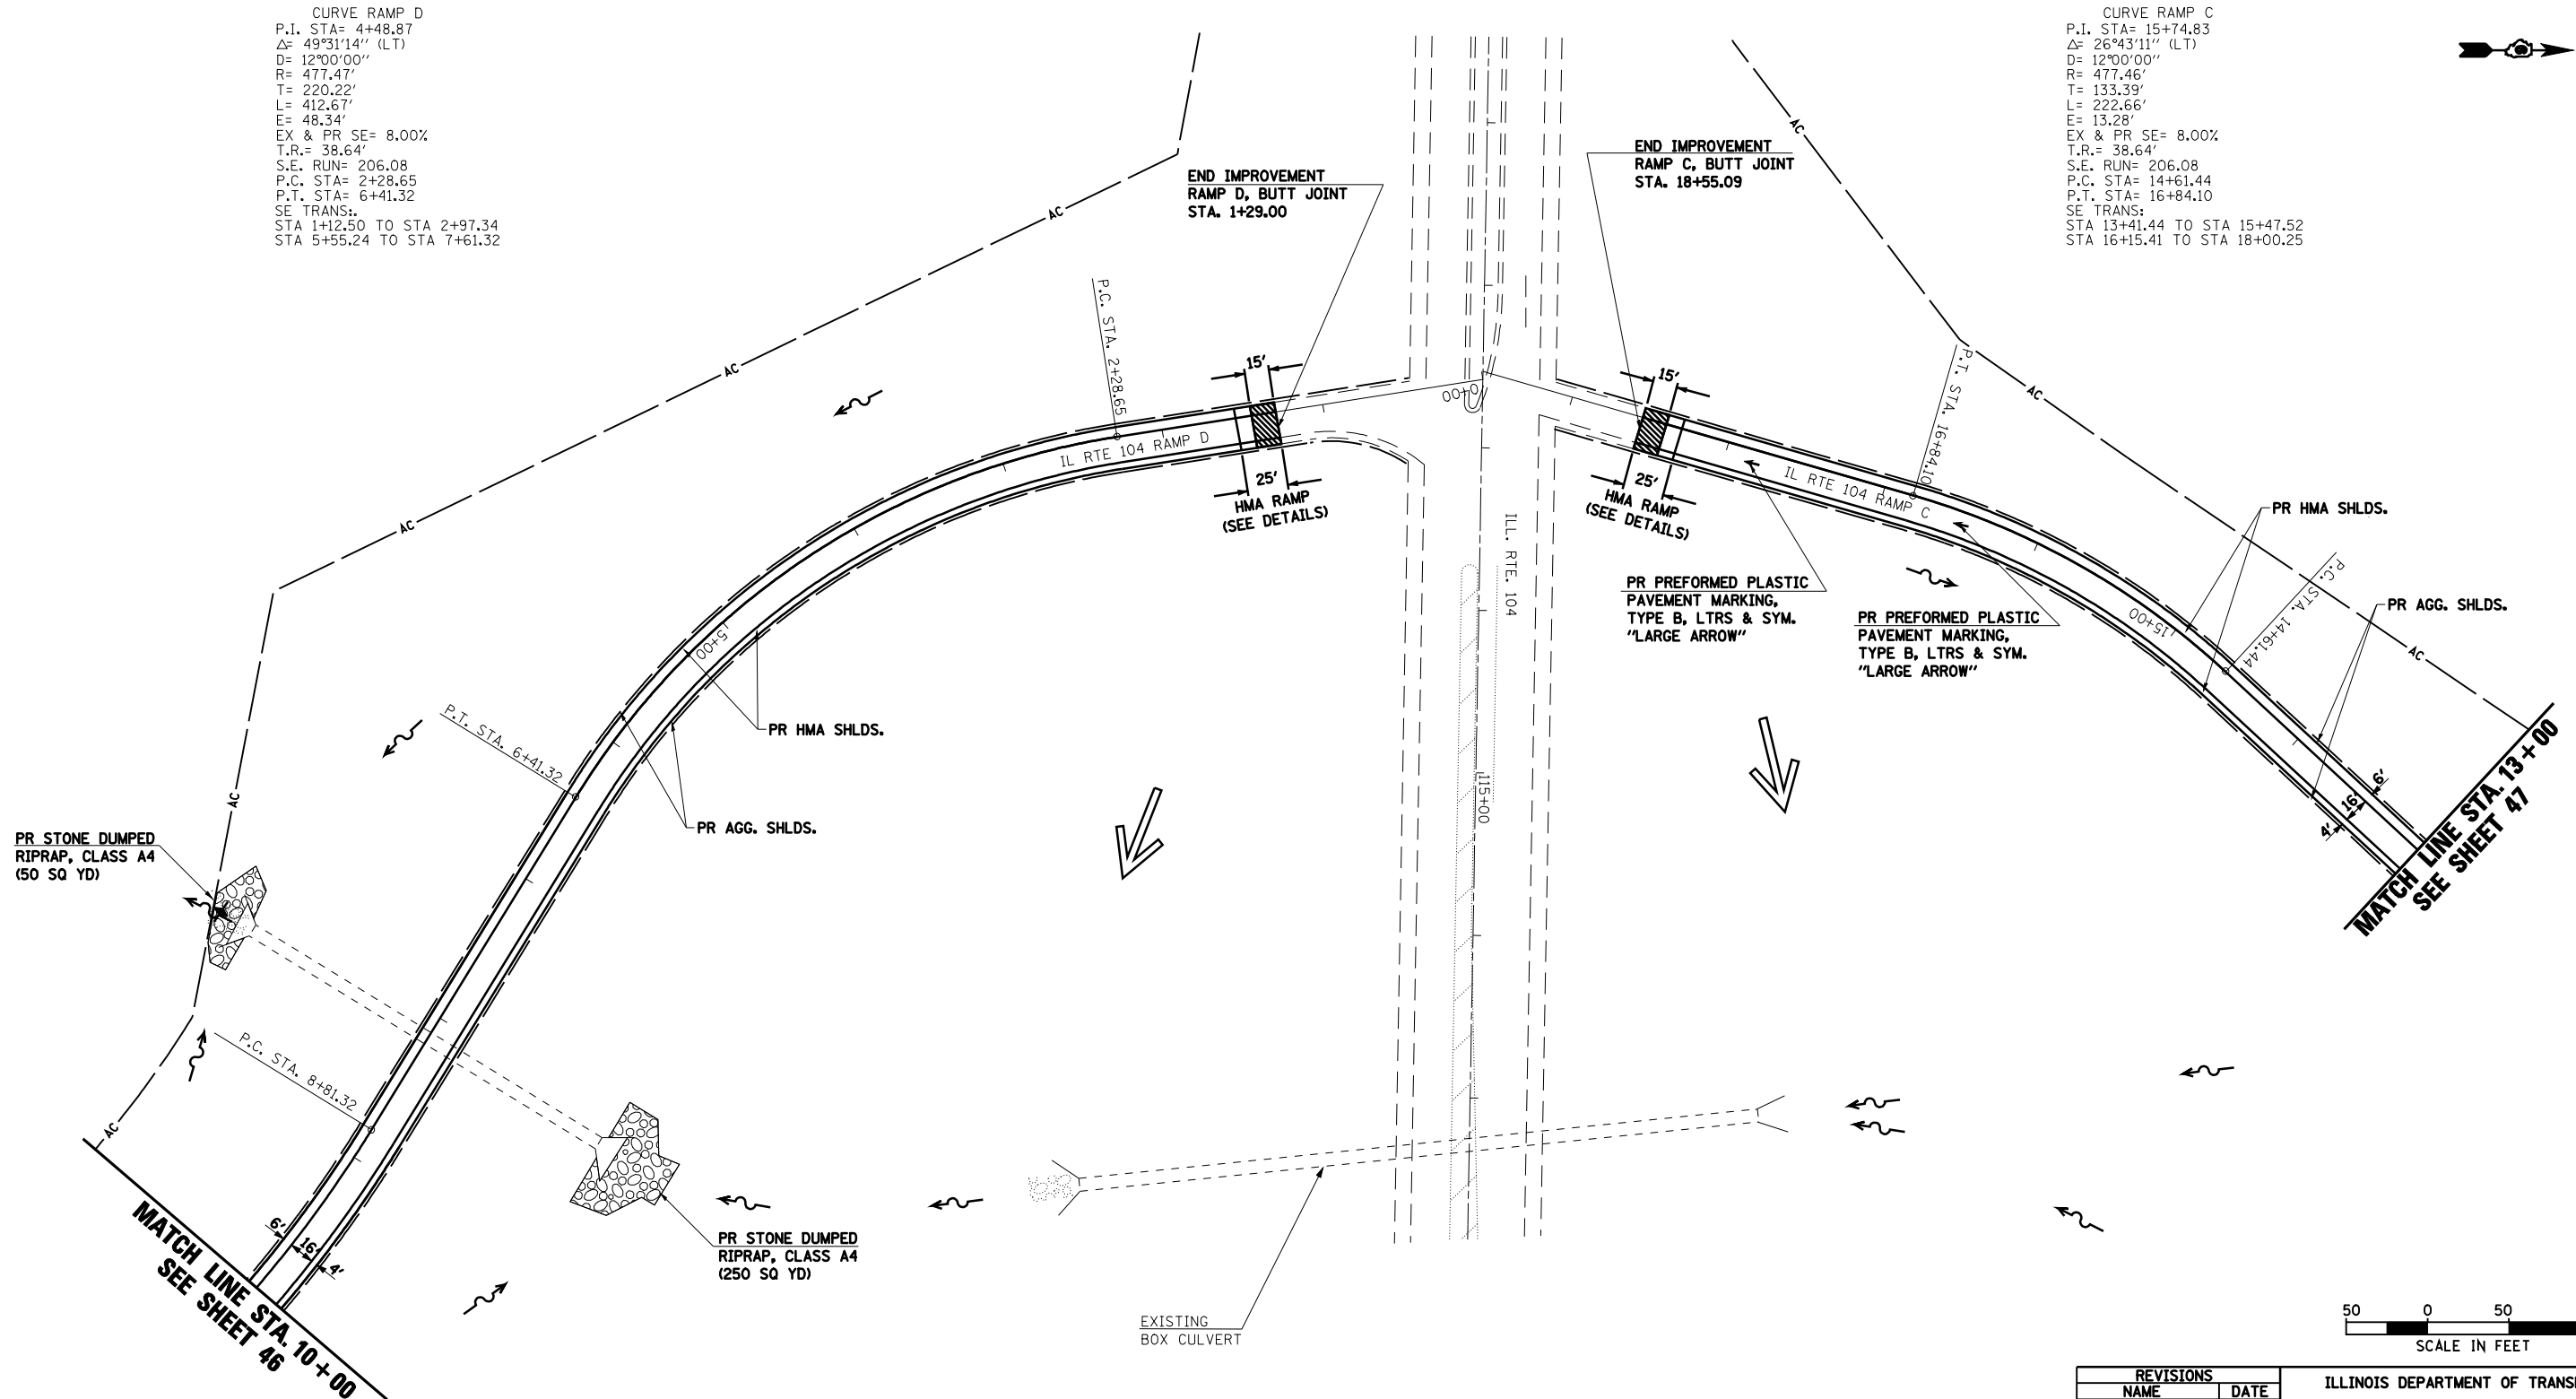 CURVE RAMP D
P.I. STA= 4+48.87
Δ= 49°31'14'' (LT)
D= 12°00'00''
R= 477.47'
T= 220.22'
L= 412.67'
E= 48.34'
EX & PR SE= 8.00%
T.R.= 38.64'
S.E. RUN= 206.08
P.C. STA= 2+28.65
P.T. STA= 6+41.32
SE TRANS:.
STA 1+12.50 TO STA 2+97.34
STA 5+55.24 TO STA 7+61.32
CURVE RAMP C
P.I. STA= 15+74.83
Δ= 26°43'11'' (LT)
D= 12°00'00''
R= 477.46'
T= 133.39'
L= 222.66'
E= 13.28'
EX & PR SE= 8.00%
T.R.= 38.64'
S.E. RUN= 206.08
P.C. STA= 14+61.44
P.T. STA= 16+84.10
SE TRANS:
STA 13+41.44 TO STA 15+47.52
STA 16+15.41 TO STA 18+00.25
END IMPROVEMENT
RAMP D, BUTT JOINT
STA. 1+29.00
END IMPROVEMENT
RAMP C, BUTT JOINT
STA. 18+55.09
AC
AC
AC
AC
AC
AC
AC
AC
AC
P.C. STA. 2+28.65
15'
0+00
15'
P.T. STA. 16+84.10
IL RTE 104 RAMP D
25'
HMA RAMP
(SEE DETAILS)
25'
HMA RAMP
(SEE DETAILS)
IL RTE 104 RAMP C
ILL. RTE. 104
PR HMA SHLDS.
P.C. STA. 14+61.44
15+00
PR AGG. SHLDS.
PR PREFORMED PLASTIC
PAVEMENT MARKING,
TYPE B, LTRS & SYM.
"LARGE ARROW"
PR PREFORMED PLASTIC
PAVEMENT MARKING,
TYPE B, LTRS & SYM.
"LARGE ARROW"
5+00
PR HMA SHLDS.
P.T. STA. 6+41.32
PR AGG. SHLDS.
115+00
6'
16'
4'
MATCH LINE STA. 13+00
SEE SHEET 47
PR STONE DUMPED
RIPRAP, CLASS A4
(50 SQ YD)
P.C. STA. 8+81.32
6'
16'
4'
MATCH LINE STA. 10+00
SEE SHEET 46
PR STONE DUMPED
RIPRAP, CLASS A4
(250 SQ YD)
EXISTING
BOX CULVERT
50 0 50
SCALE IN FEET
REVISIONS
NAME DATE
ILLINOIS DEPARTMENT OF TRANS